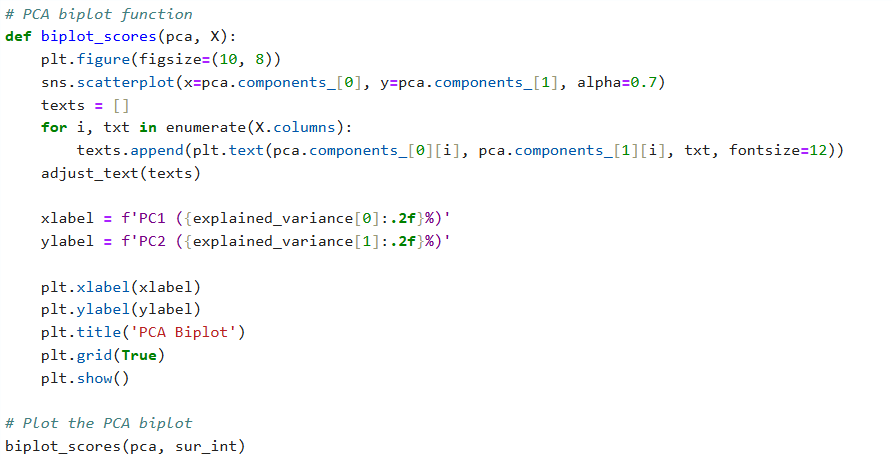 # PCA biplot function
def biplot_scores(pca, X):
    plt.figure(figsize=(10, 8))
    sns.scatterplot(x=pca.components_[0], y=pca.components_[1], alpha=0.7)
    texts = []
    for i, txt in enumerate(X.columns):
        texts.append(plt.text(pca.components_[0][i], pca.components_[1][i], txt, fontsize=12))
    adjust_text(texts)

    xlabel = f'PC1 ({explained_variance[0]:.2f}%)'
    ylabel = f'PC2 ({explained_variance[1]:.2f}%)'

    plt.xlabel(xlabel)
    plt.ylabel(ylabel)
    plt.title('PCA Biplot')
    plt.grid(True)
    plt.show()

# Plot the PCA biplot
biplot_scores(pca, sur_int)